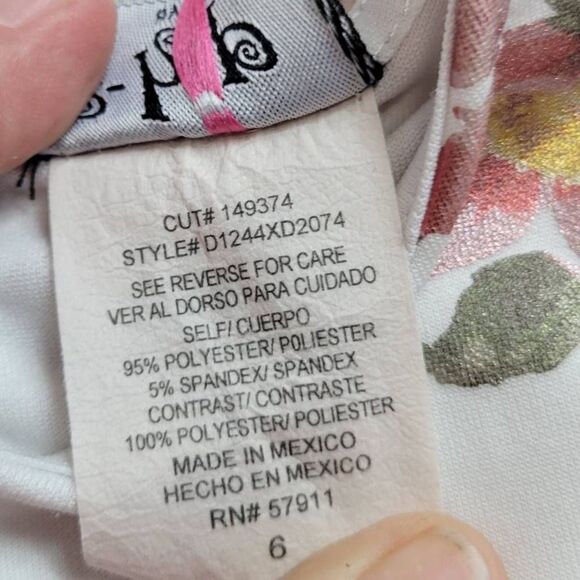 CUT# 149374
STYLE# D1244XD2074
SEE REVERSE FOR CARE
VER AL DORSO PARA CUIDADO
SELF/ CUERPO
95% POLYESTER/ POLIESTER
5% SPANDEX/ SPANDEX
CONTRAST/ CONTRASTE
100% POLYESTER/ POLIESTER
MADE IN MEXICO
HECHO EN MEXICO
RN# 57911
6